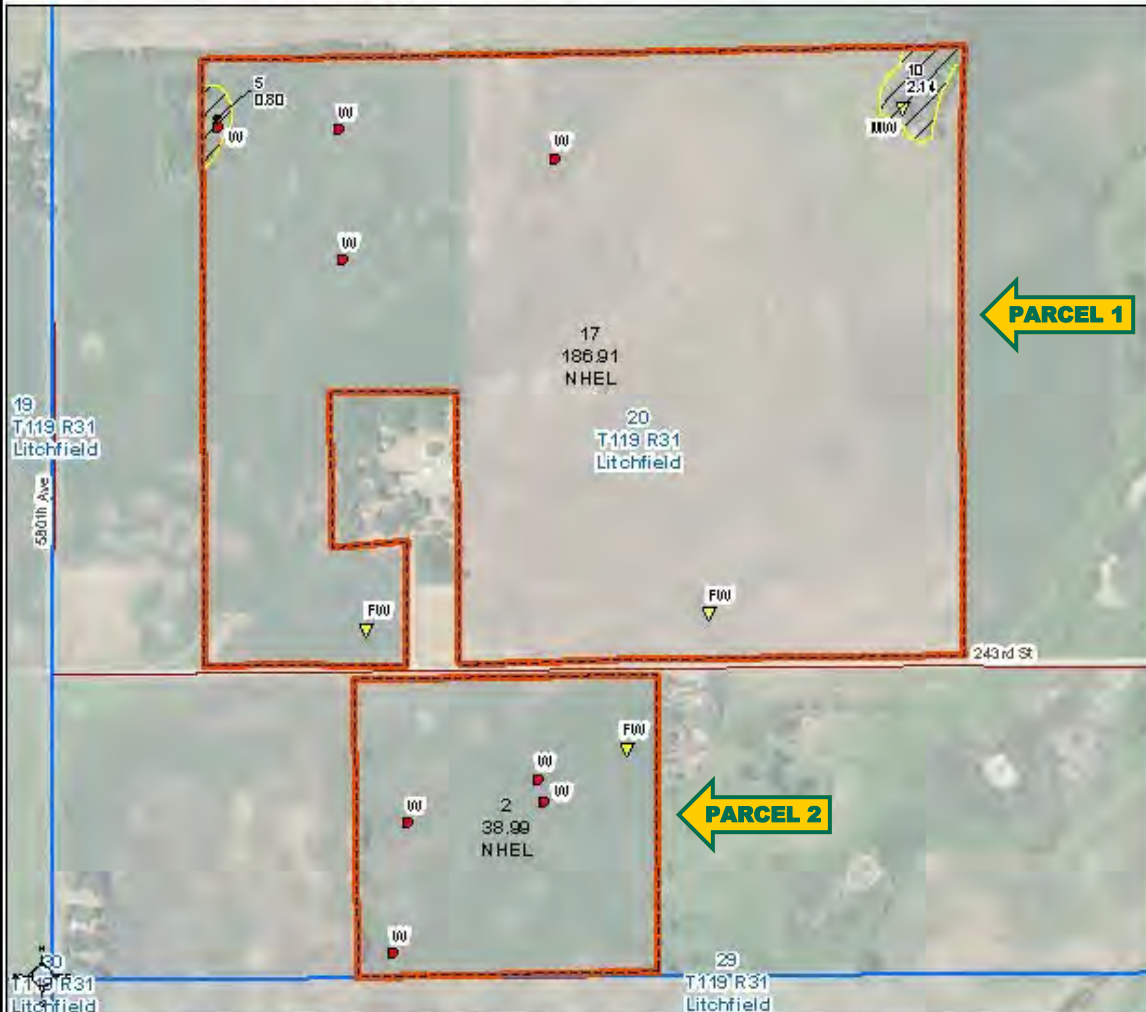 5
0.80
W
W
W
W
10
2.14
MW
PARCEL 1
17
186.91
NHEL
19
T119 R31
Litchfield
20
T119 R31
Litchfield
580th Ave
FW
FW
243rd St
FW
W
W
W
2
38.99
NHEL
PARCEL 2
W
30
T119 R31
Litchfield
29
T119 R31
Litchfield